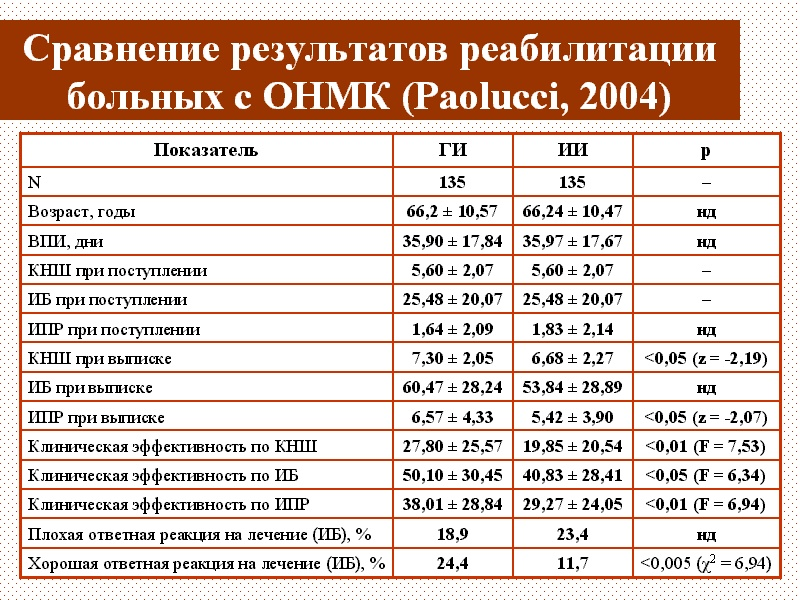 Сравнение результатов реабилитации
больных с ОНМК (Paolucci, 2004)
Показатель ГИ ИИ p
N 135 135 –
Возраст, годы 66,2 ± 10,57 66,24 ± 10,47 нд
ВПИ, дни 35,90 ± 17,84 35,97 ± 17,67 нд
КНШ при поступлении 5,60 ± 2,07 5,60 ± 2,07 –
ИБ при поступлении 25,48 ± 20,07 25,48 ± 20,07 –
ИПР при поступлении 1,64 ± 2,09 1,83 ± 2,14 нд
КНШ при выписке 7,30 ± 2,05 6,68 ± 2,27 <0,05 (z = -2,19)
ИБ при выписке 60,47 ± 28,24 53,84 ± 28,89 нд
ИПР при выписке 6,57 ± 4,33 5,42 ± 3,90 <0,05 (z = -2,07)
Клиническая эффективность по КНШ 27,80 ± 25,57 19,85 ± 20,54 <0,01 (F = 7,53)
Клиническая эффективность по ИБ 50,10 ± 30,45 40,83 ± 28,41 <0,05 (F = 6,34)
Клиническая эффективность по ИПР 38,01 ± 28,84 29,27 ± 24,05 <0,01 (F = 6,94)
Плохая ответная реакция на лечение (ИБ), % 18,9 23,4 нд
Хорошая ответная реакция на лечение (ИБ), % 24,4 11,7 <0,005 (χ² = 6,94)